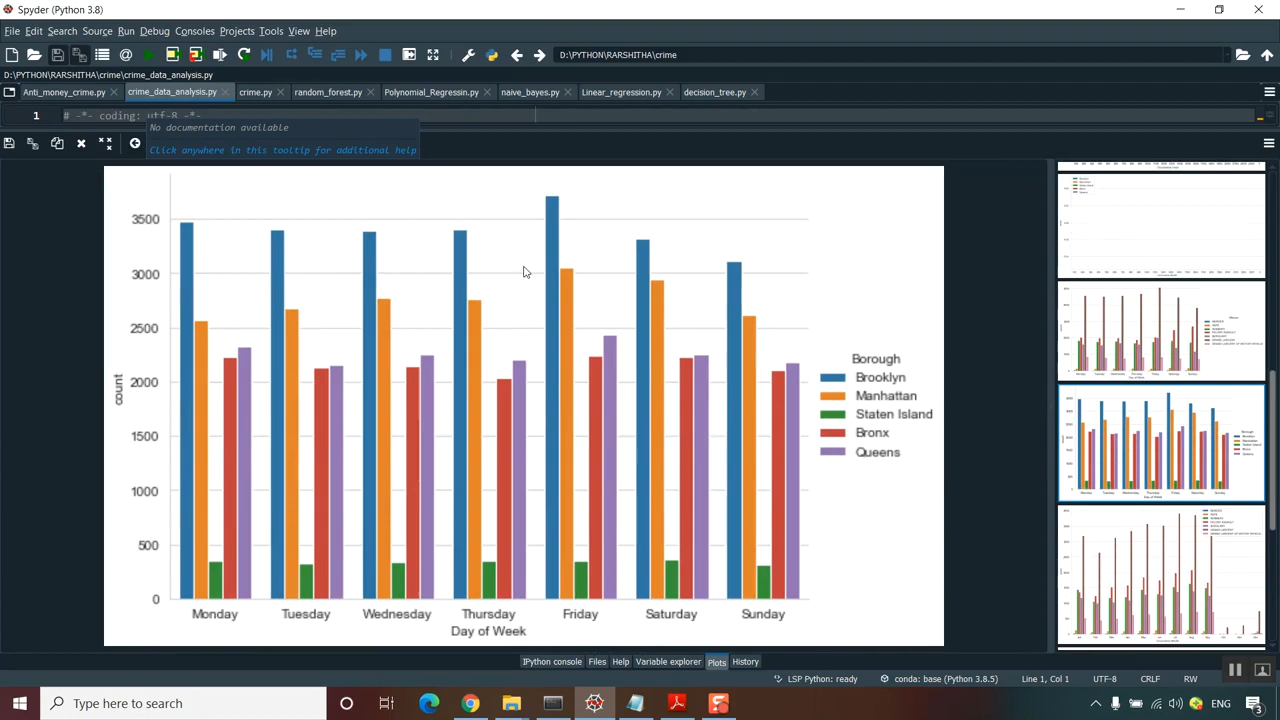 Spyder (Python 3.8)
File Edit Search Source Run Debug Consoles Projects Tools View Help
D:\PYTHON\RARSHITHA\crime
D:\PYTHON\RARSHITHA\crime\crime_data_analysis.py
Anti_money_crime.py crime_data_analysis.py crime.py random_forest.py Polynomial_Regressin.py naive_bayes.py Linear_regression.py decision_tree.py
1 # -*- coding: utf-8 -*-
No documentation available
Click anywhere in this tooltip for additional help
3500
3000
2500
2000
1500
1000
500
0
count
Monday Tuesday Wednesday Thursday Friday Saturday Sunday
Day of Week
Borough
Brooklyn
Manhattan
Staten Island
Bronx
Queens
IPython console Files Help Variable explorer Plots History
LSP Python: ready conda: base (Python 3.8.5) Line 1, Col 1 UTF-8 CRLF RW
Type here to search
ENG
3